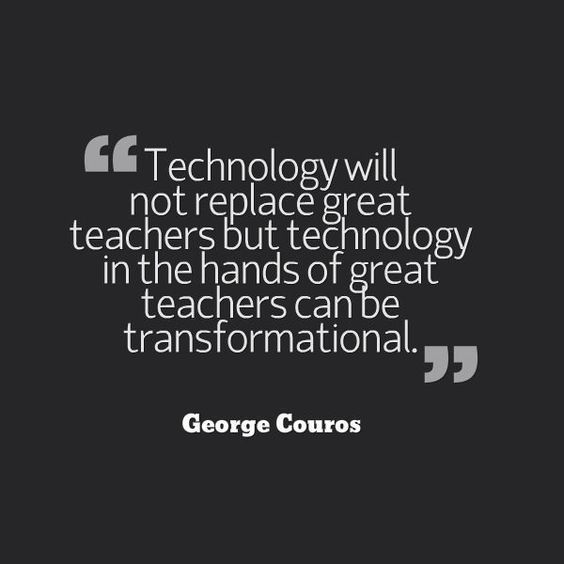 “Technology will
not replace great
teachers but technology
in the hands of great
teachers can be
transformational.”
George Couros